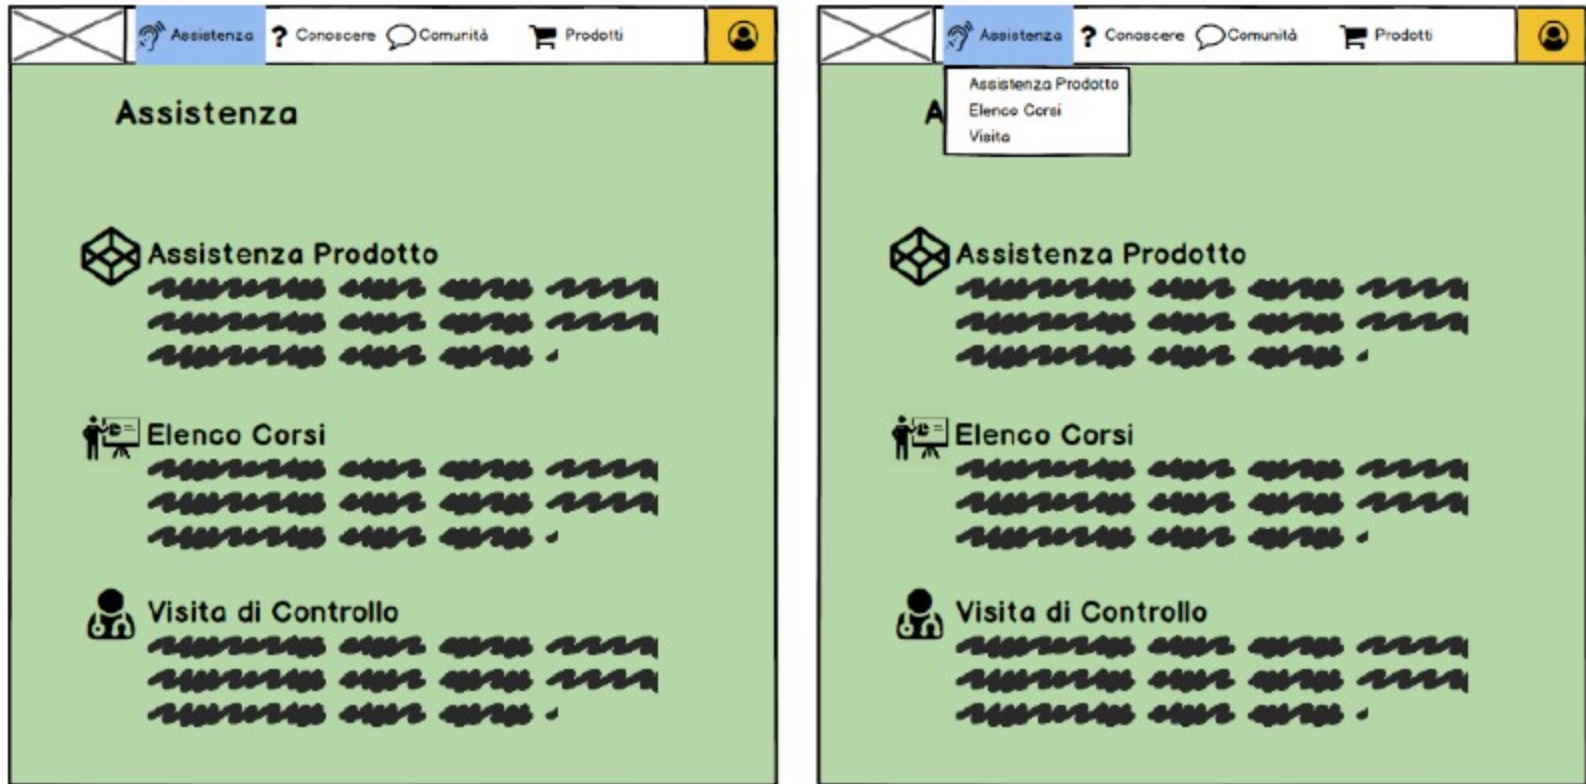 Assistenza ? Conoscere Comunità Prodotti
Assistenza
Assistenza Prodotto
Elenco Corsi
Visita di Controllo
Assistenza ? Conoscere Comunità Prodotti
Assistenza Prodotto
Elenco Corsi
Visita
A
Assistenza Prodotto
Elenco Corsi
Visita di Controllo